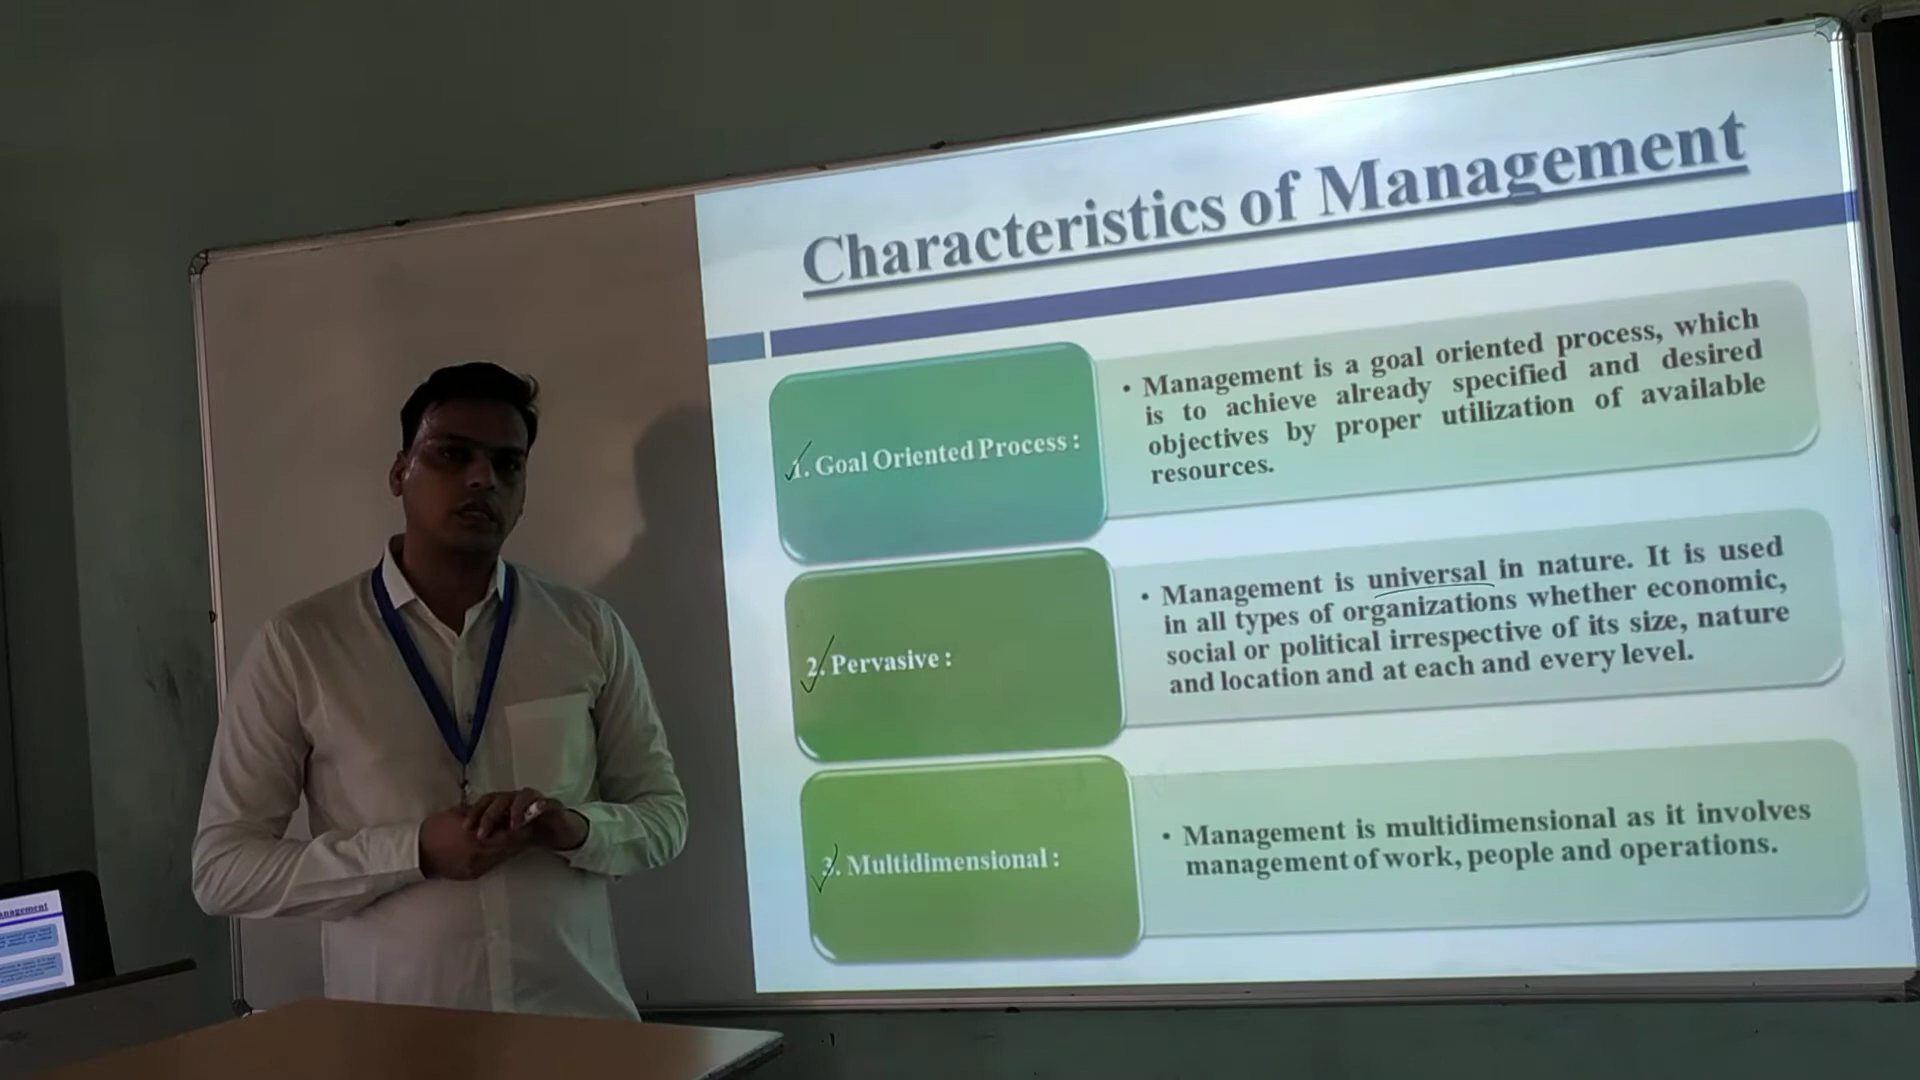 Characteristics of Management
1. Goal Oriented Process :
• Management is a goal oriented process, which
is to achieve already specified and desired
objectives by proper utilization of available
resources.
2. Pervasive :
• Management is universal in nature. It is used
in all types of organizations whether economic,
social or political irrespective of its size, nature
and location and at each and every level.
3. Multidimensional :
• Management is multidimensional as it involves
management of work, people and operations.